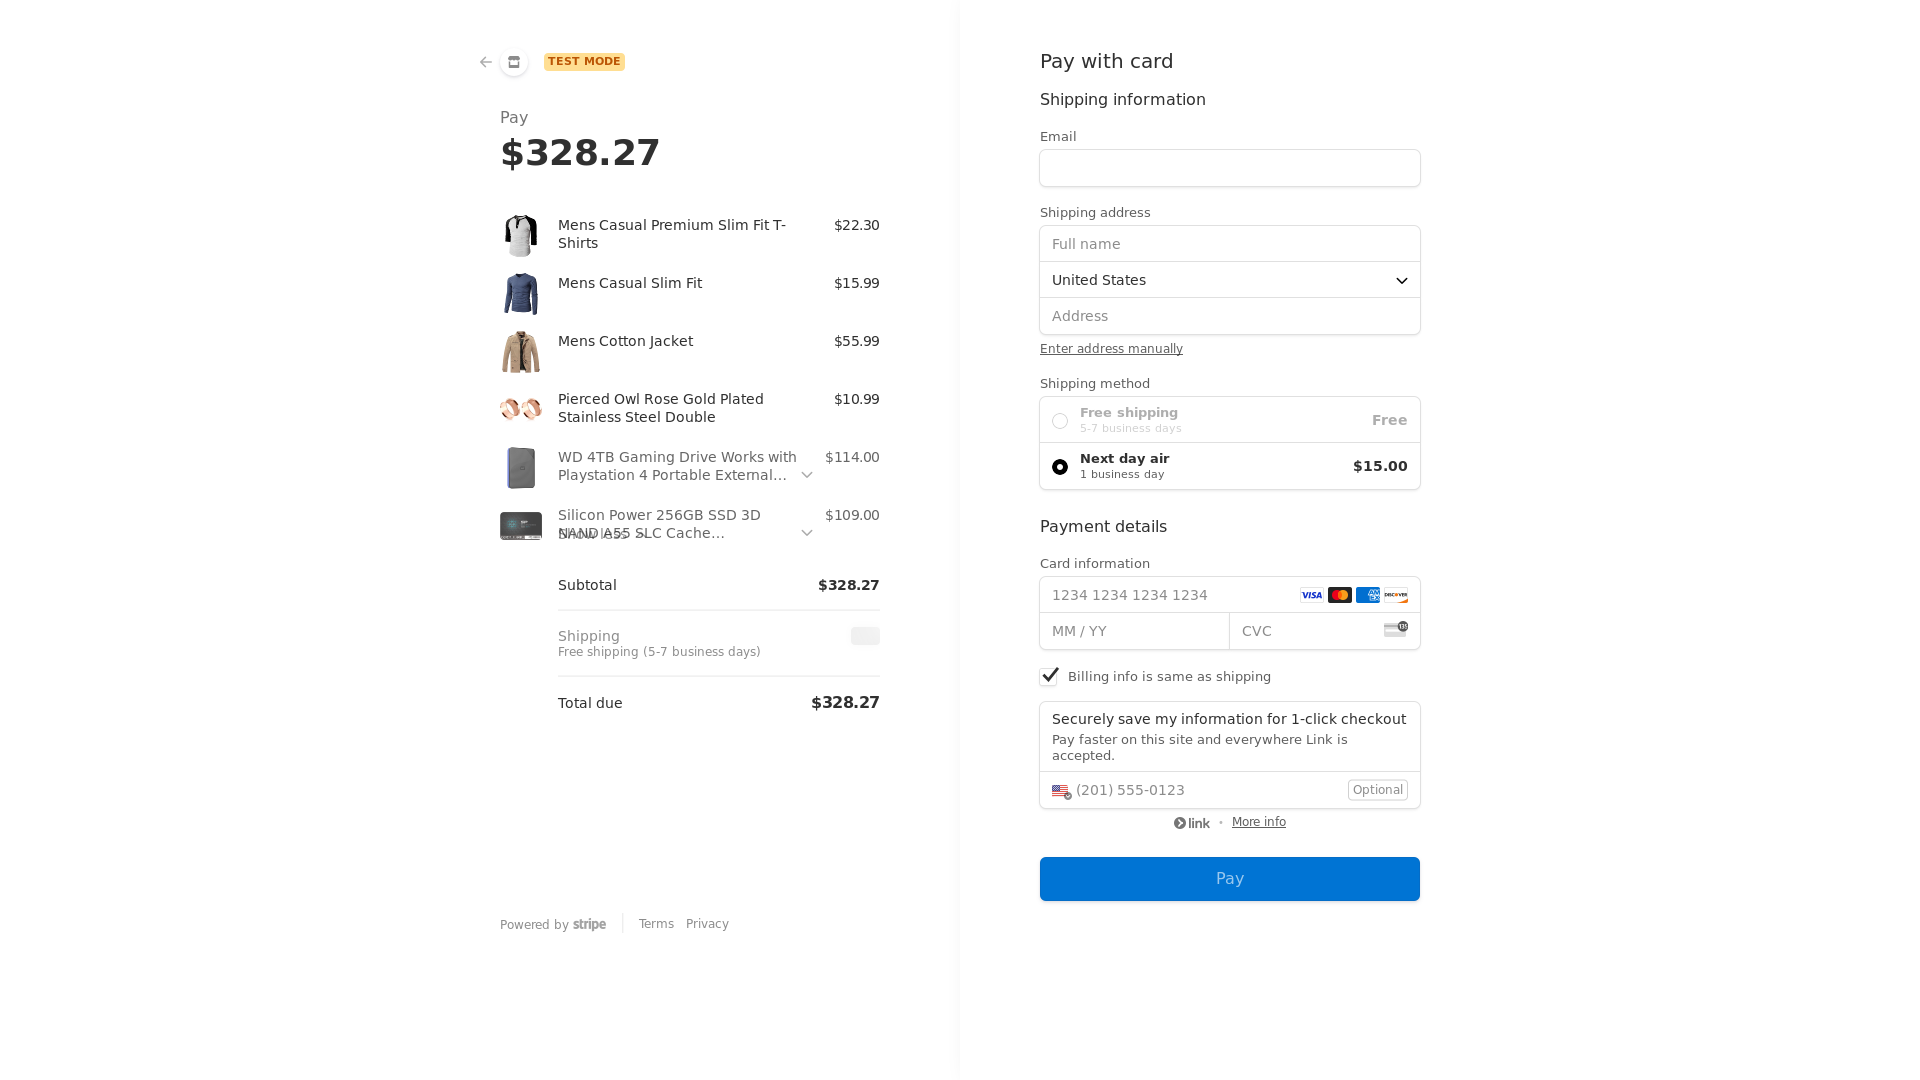 TEST MODE
Pay
$328.27
Mens Casual Premium Slim Fit T-
Shirts
$22.30
Mens Casual Slim Fit
$15.99
Mens Cotton Jacket
$55.99
Pierced Owl Rose Gold Plated
Stainless Steel Double
$10.99
WD 4TB Gaming Drive Works with
Playstation 4 Portable External...
$114.00
Silicon Power 256GB SSD 3D
NAND A55 SLC Cache...
$109.00
Show less
Subtotal
$328.27
Shipping
Free shipping (5-7 business days)
Total due
$328.27
Powered by stripe
Terms
Privacy
Pay with card
Shipping information
Email
Shipping address
Full name
United States
Address
Enter address manually
Shipping method
Free shipping
5-7 business days
Free
Next day air
1 business day
$15.00
Payment details
Card information
1234 1234 1234 1234
VISA
AMEX
DISCOVER
MM / YY
CVC
135
Billing info is same as shipping
Securely save my information for 1-click checkout
Pay faster on this site and everywhere Link is
accepted.
(201) 555-0123
Optional
link • More info
Pay